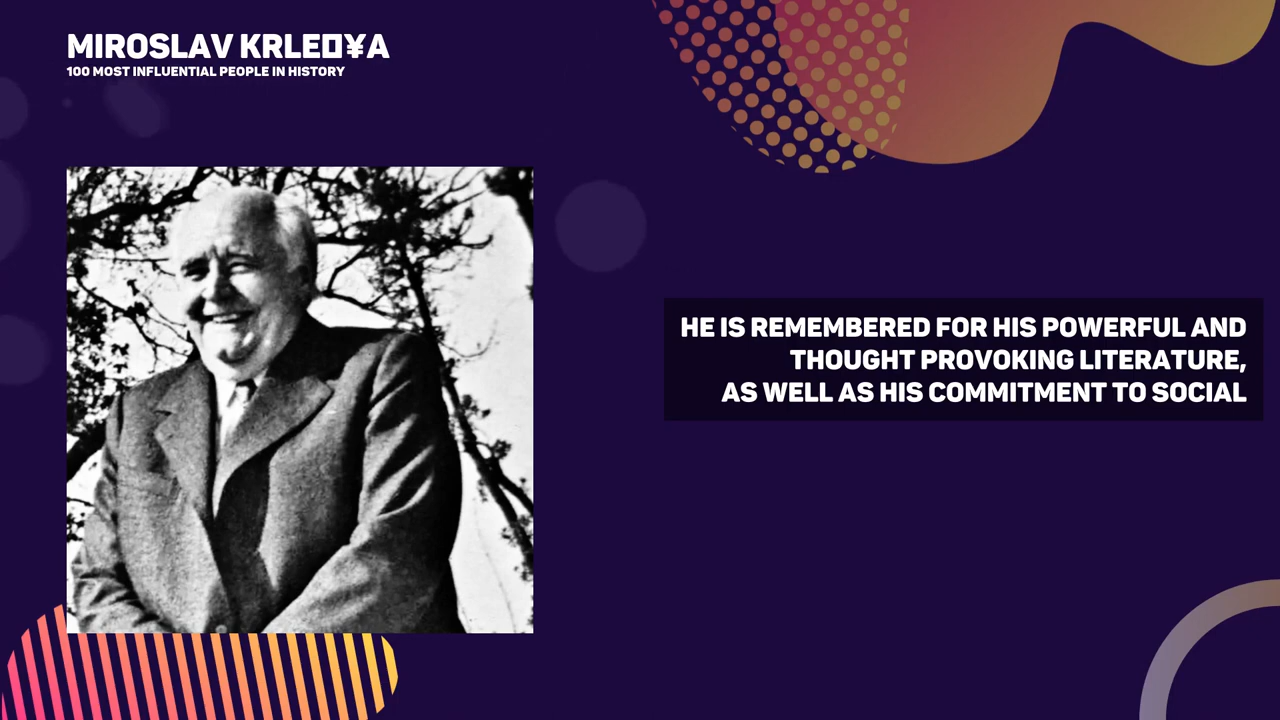 MIROSLAV KRLE▯¥A
100 MOST INFLUENTIAL PEOPLE IN HISTORY
HE IS REMEMBERED FOR HIS POWERFUL AND
THOUGHT PROVOKING LITERATURE,
AS WELL AS HIS COMMITMENT TO SOCIAL